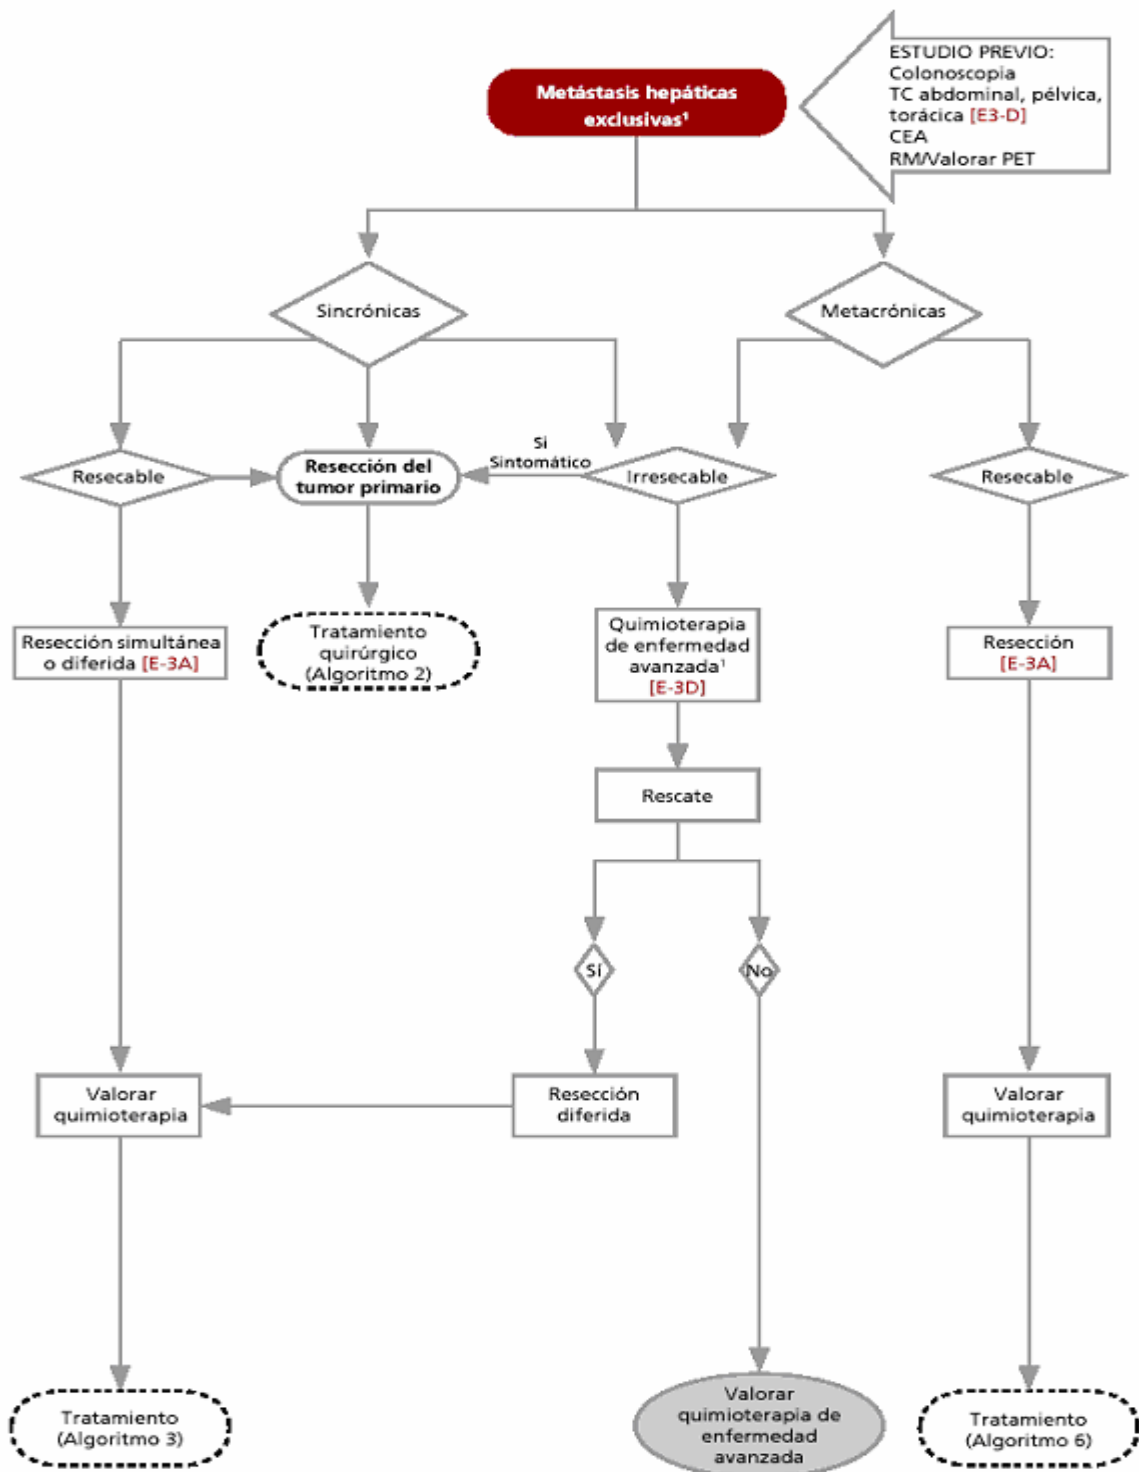 Metástasis hepáticas
exclusivas¹
ESTUDIO PREVIO:
Colonoscopia
TC abdominal, pélvica,
torácica [E3-D]
CEA
RM/Valorar PET
Sincrónicas
Metacrónicas
Resecable
Resección del
tumor primario
Sí
Sintomático
Irresecable
Resecable
Resección simultánea
o diferida [E-3A]
Tratamiento
quirúrgico
(Algoritmo 2)
Quimioterapia
de enfermedad
avanzada¹
[E-3D]
Resección
[E-3A]
Rescate
Sí
No
Valorar
quimioterapia
Resección
diferida
Valorar
quimioterapia
Tratamiento
(Algoritmo 3)
Valorar
quimioterapia de
enfermedad
avanzada
Tratamiento
(Algoritmo 6)